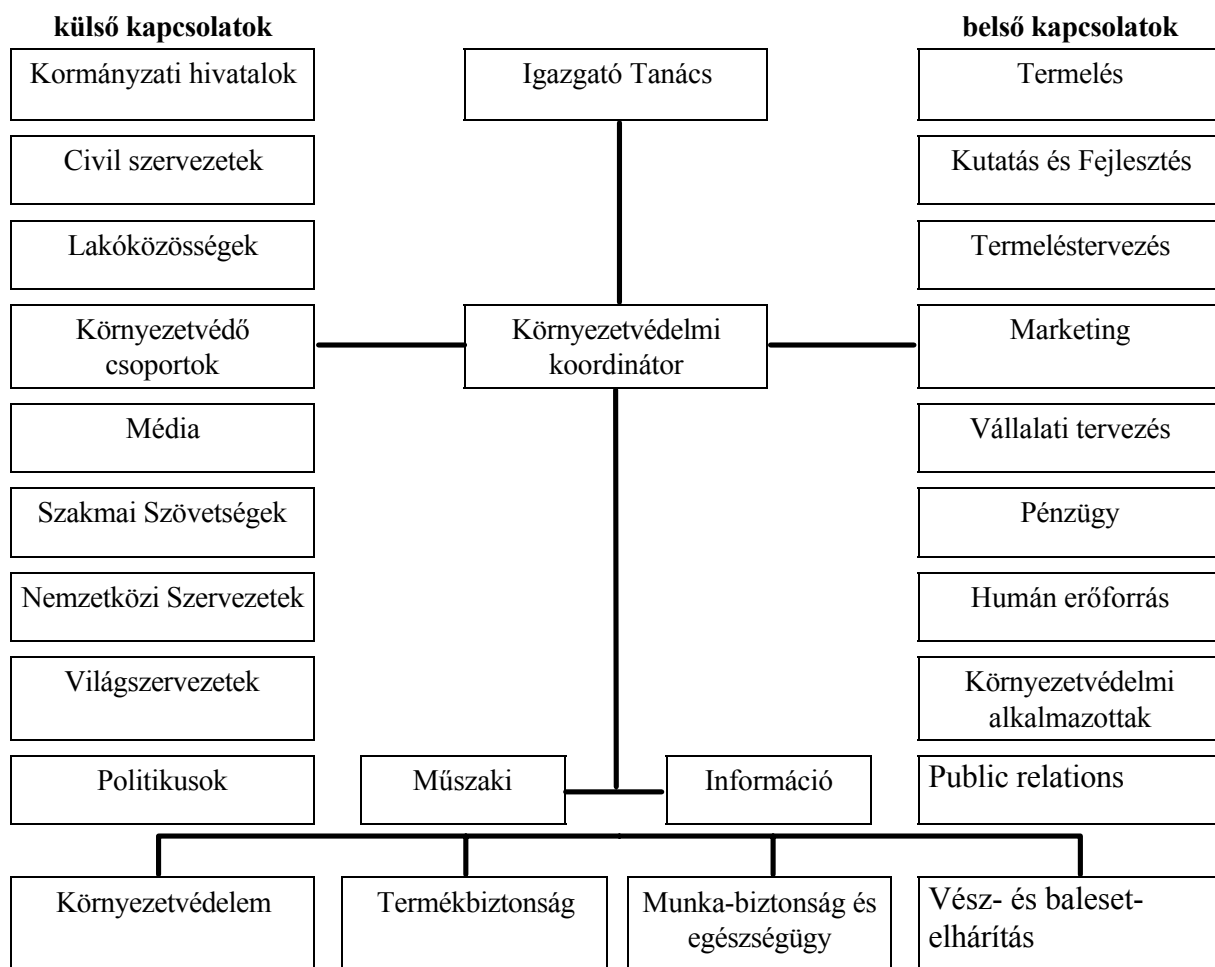 külső kapcsolatok
belső kapcsolatok
Kormányzati hivatalok
Igazgató Tanács
Termelés
Civil szervezetek
Kutatás és Fejlesztés
Lakóközösségek
Termeléstervezés
Környezetvédő
csoportok
Környezetvédelmi
koordinátor
Marketing
Média
Vállalati tervezés
Szakmai Szövetségek
Pénzügy
Nemzetközi Szervezetek
Humán erőforrás
Világszervezetek
Környezetvédelmi
alkalmazottak
Politikusok
Műszaki
Információ
Public relations
Környezetvédelem
Termékbiztonság
Munka-biztonság és
egészségügy
Vész- és baleset-
elhárítás